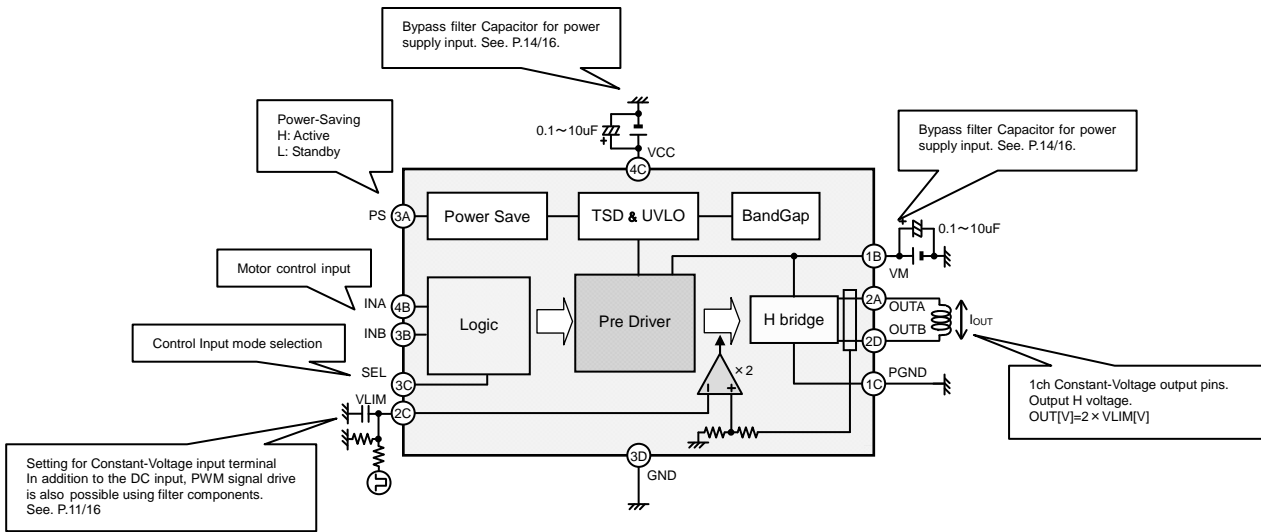 Bypass filter Capacitor for power
supply input. See. P.14/16.
Power-Saving
H: Active
L: Standby
0.1～10uF
+
VCC
4C
Bypass filter Capacitor for power
supply input. See. P.14/16.
PS
3A
Power Save
TSD & UVLO
BandGap
+
0.1～10uF
1B
VM
Motor control input
INA
4B
INB
3B
Logic
Pre Driver
H bridge
2A
OUTA
OUTB
2D
IOUT
Control Input mode selection
SEL
3C
×2
1C
PGND
VLIM
2C
1ch Constant-Voltage output pins.
Output H voltage.
OUT[V]=2×VLIM[V]
Setting for Constant-Voltage input terminal
In addition to the DC input, PWM signal drive
is also possible using filter components.
See. P.11/16
3D
GND